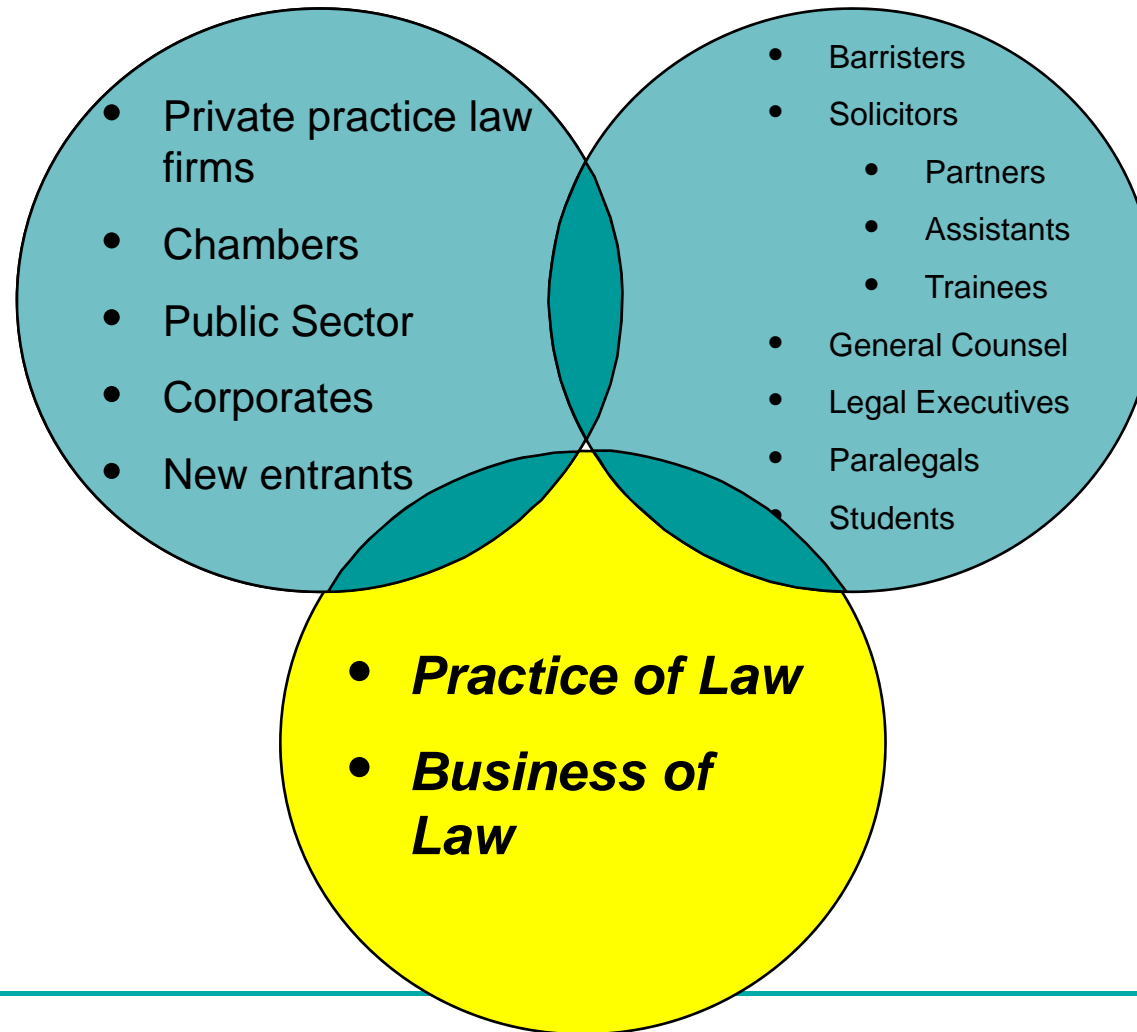 • Private practice law
firms
• Chambers
• Public Sector
• Corporates
• New entrants
• Barristers
• Solicitors
• Partners
• Assistants
• Trainees
• General Counsel
• Legal Executives
• Paralegals
• Students
• Practice of Law
• Business of
Law